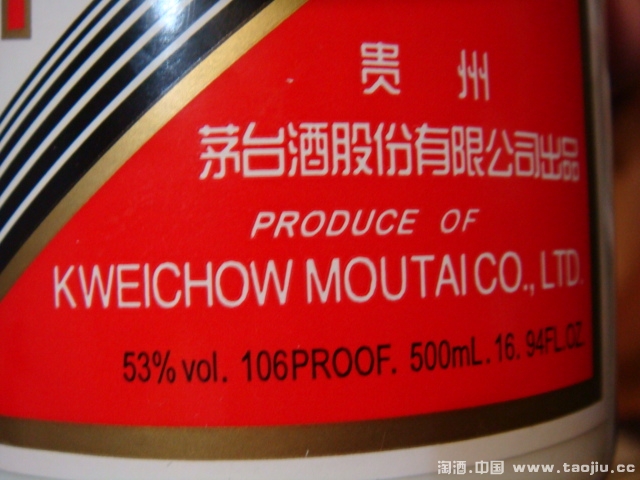 贵州
茅台酒股份有限公司出品
PRODUCE OF
KWEICHOW MOUTAI CO., LTD.
53% vol. 106PROOF. 500mL. 16. 94FL.OZ
淘酒.中国 www.taojiu.cc